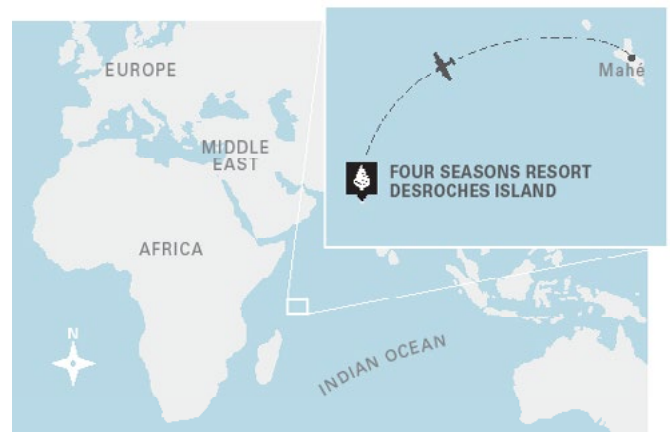 EUROPE
MIDDLE
EAST
AFRICA
Mahé
FOUR SEASONS RESORT
DESROCHES ISLAND
N
INDIAN OCEAN